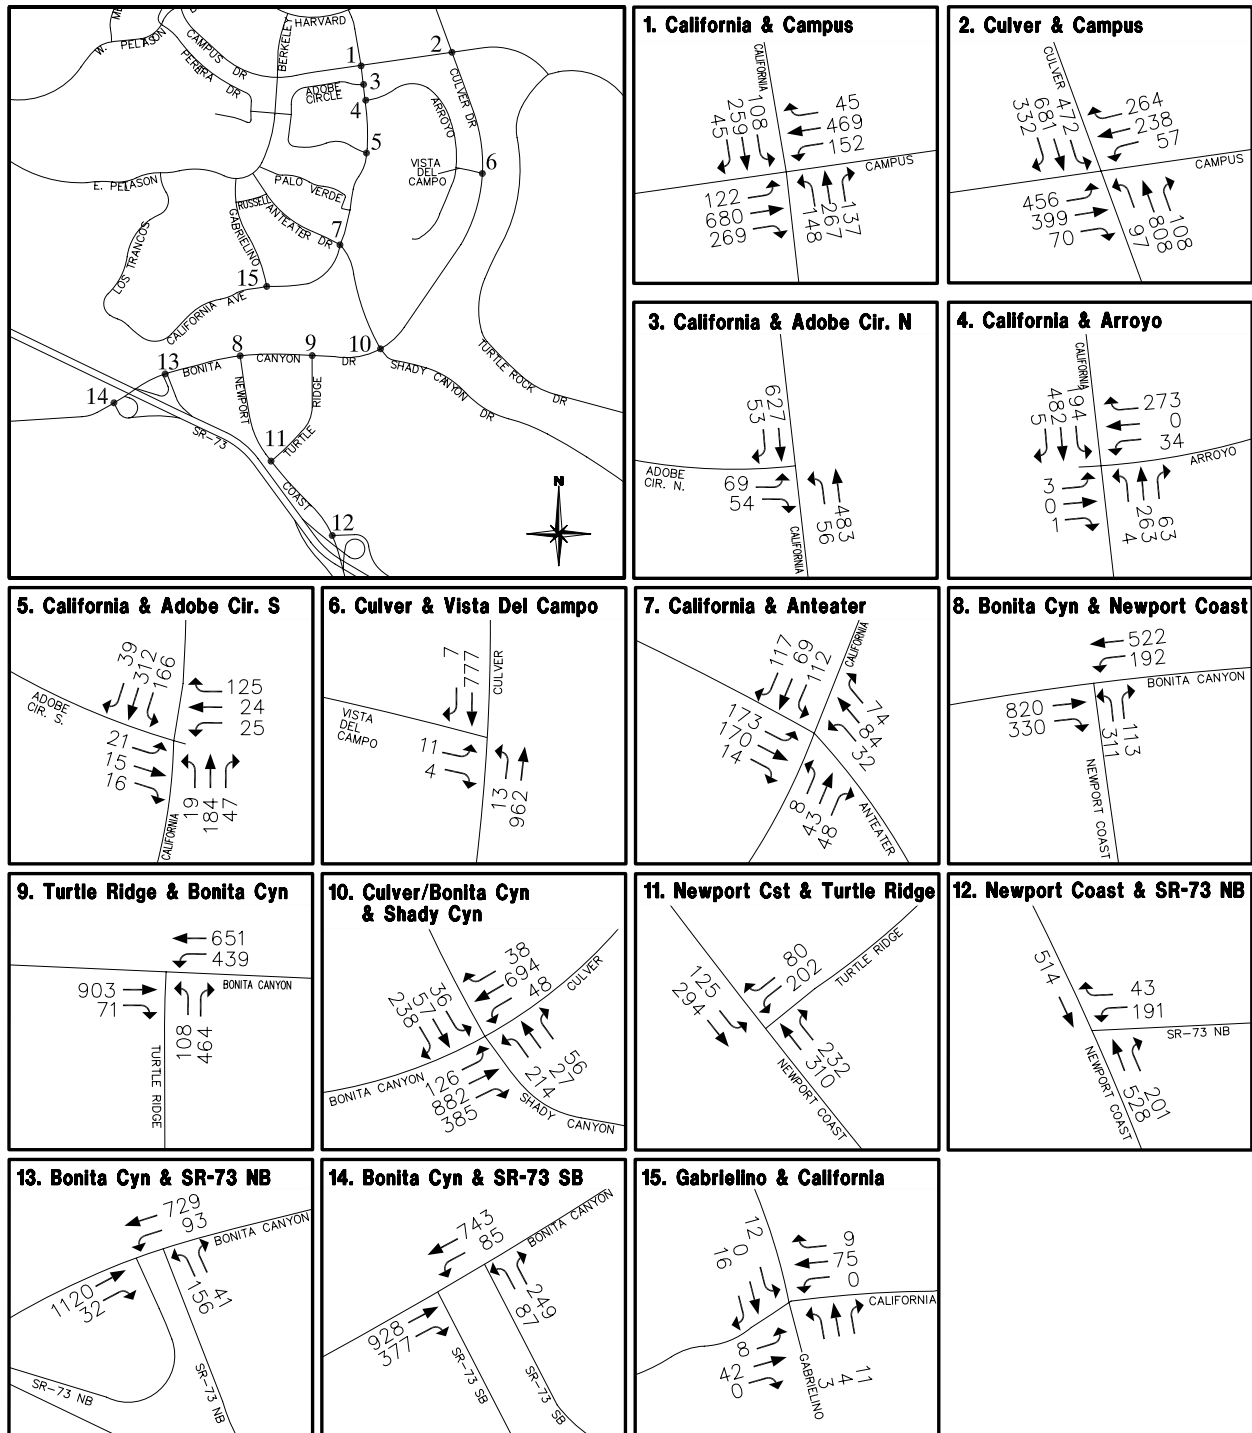 HARVARD
BERKELEY
W. PELTASON
CAMPUS DR
PEREIRA DR
1
2
3
4
ADOBE
CIRCLE
ARROYO
CULVER DR
5
VISTA
DEL
CAMPO
6
E. PELTASON
PALO VERDE
RUSSELL
ANTEATER DR
GABRIELINO
7
LOS TRANCOS
15
CALIFORNIA AVE
13
8
9
10
BONITA
CANYON
DR
NEWPORT
RIDGE
SHADY CANYON DR
TURTLE ROCK DR
14
SR-73
11
TURTLE
COAST
12
N
1. California & Campus
CALIFORNIA
45
259
108
45
469
152
CAMPUS
122
680
269
148
267
137
2. Culver & Campus
CULVER
332
681
472
264
238
57
CAMPUS
456
399
70
97
808
108
3. California & Adobe Cir. N
53
627
ADOBE
CIR. N.
69
54
56
483
CALIFORNIA
4. California & Arroyo
CALIFORNIA
5
482
194
273
0
34
ARROYO
3
0
1
4
263
63
5. California & Adobe Cir. S
39
312
166
125
24
25
ADOBE
CIR. S.
21
15
16
19
184
47
CALIFORNIA
6. Culver & Vista Del Campo
7
777
CULVER
VISTA
DEL
CAMPO
11
4
13
962
7. California & Anteater
117
69
112
CALIFORNIA
74
84
32
173
170
14
8
43
48
ANTEATER
8. Bonita Cyn & Newport Coast
522
192
BONITA CANYON
820
330
311
113
NEWPORT COAST
9. Turtle Ridge & Bonita Cyn
651
439
BONITA CANYON
903
71
108
464
TURTLE RIDGE
10. Culver/Bonita Cyn
& Shady Cyn
238
57
36
38
694
48
CULVER
BONITA CANYON
126
882
385
214
27
56
SHADY CANYON
11. Newport Cst & Turtle Ridge
80
202
TURTLE RIDGE
125
294
232
310
NEWPORT COAST
12. Newport Coast & SR-73 NB
514
43
191
SR-73 NB
NEWPORT COAST
528
201
13. Bonita Cyn & SR-73 NB
729
93
BONITA CANYON
1120
32
156
41
SR-73 NB
SR-73 NB
14. Bonita Cyn & SR-73 SB
743
85
BONITA CANYON
928
377
87
249
SR-73 SB
SR-73 SB
15. Gabrielino & California
16
0
12
9
75
0
CALIFORNIA
8
42
0
3
4
11
GABRIELINO